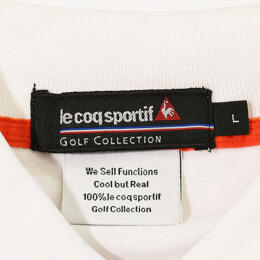 le coq sportif
GOLF COLLECTION
L
We Sell Functions
Cool but Real
100%le coq sportif
Golf Collection